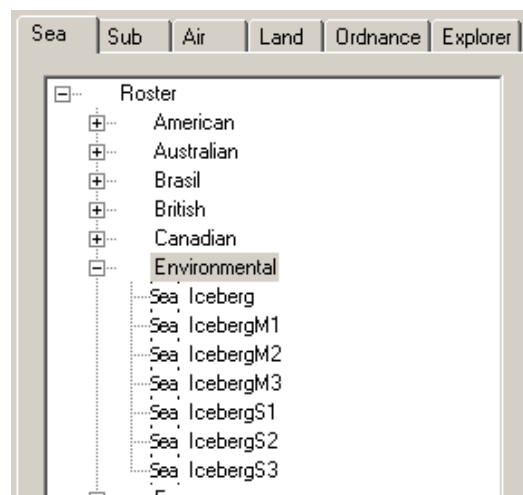 Sea Sub Air Land Ordnance Explorer
Roster
American
Australian
Brasil
British
Canadian
Environmental
Sea Iceberg
Sea IcebergM1
Sea IcebergM2
Sea IcebergM3
Sea IcebergS1
Sea IcebergS2
Sea IcebergS3